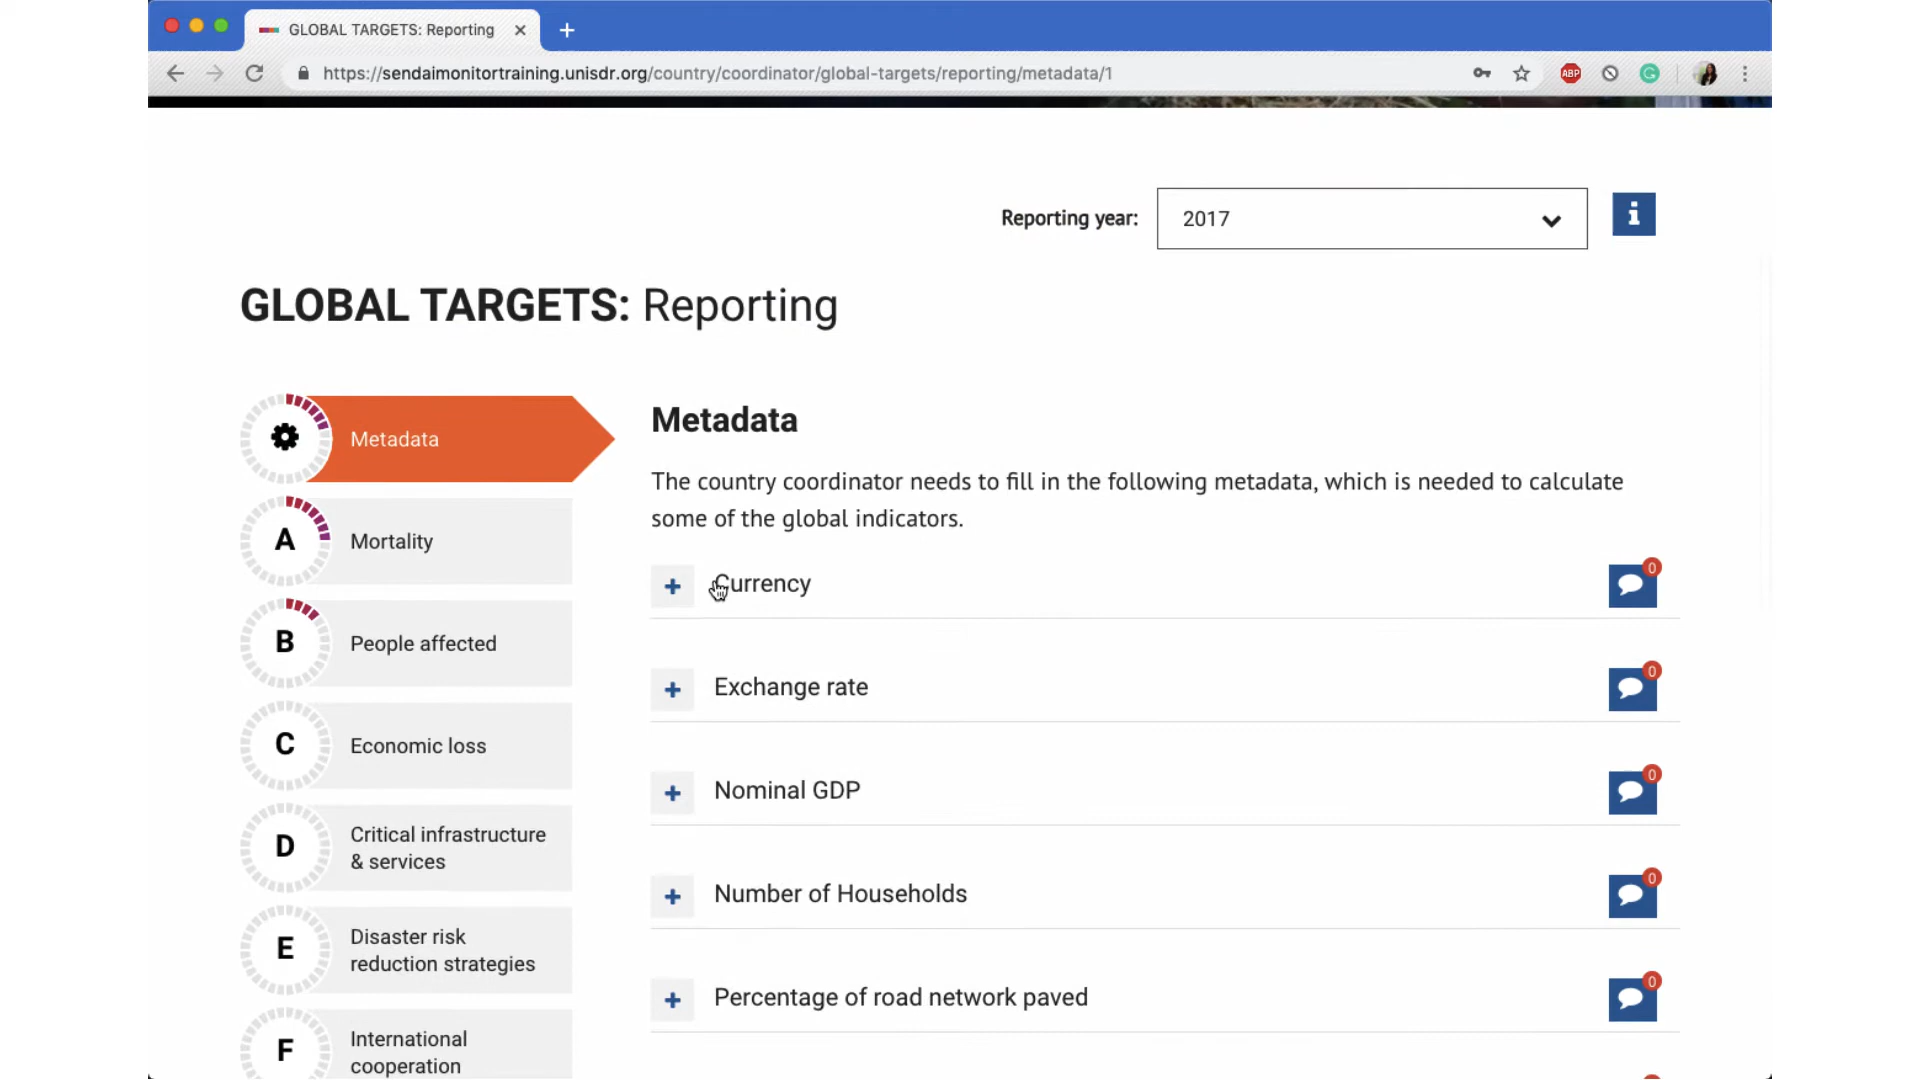 GLOBAL TARGETS: Reporting
https://sendaimonitortraining.unisdr.org/country/coordinator/global-targets/reporting/metadata/1
ABP
Reporting year:
2017
i
GLOBAL TARGETS: Reporting
Metadata
A
Mortality
B
People affected
C
Economic loss
D
Critical infrastructure
& services
E
Disaster risk
reduction strategies
F
International
cooperation
Metadata
The country coordinator needs to fill in the following metadata, which is needed to calculate
some of the global indicators.
+ Currency 0
+ Exchange rate 0
+ Nominal GDP 0
+ Number of Households 0
+ Percentage of road network paved 0